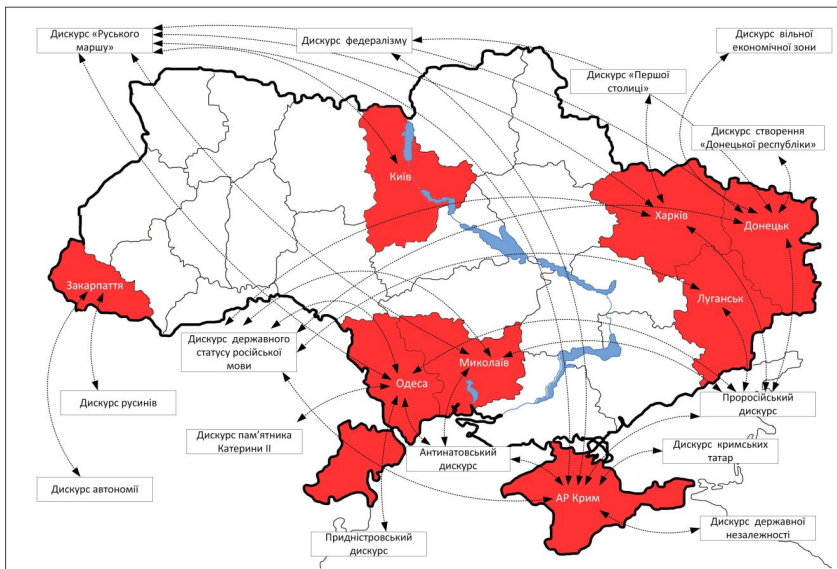 Дискурс «Руського
маршу»
Дискурс федералізму
Дискурс вільної
економічної зони
Дискурс «Першої
столиці»
Дискурс створення
«Донецької республіки»
Київ
Харків
Донецьк
Закарпаття
Луганськ
Дискурс державного
статусу російської
мови
Миколаїв
Одеса
Дискурс русинів
Проросійський
дискурс
Дискурс пам’ятника
Катерини ІІ
Антинатовський
дискурс
Дискурс кримських
татар
Дискурс автономії
АР Крим
Придністровський
дискурс
Дискурс державної
незалежності